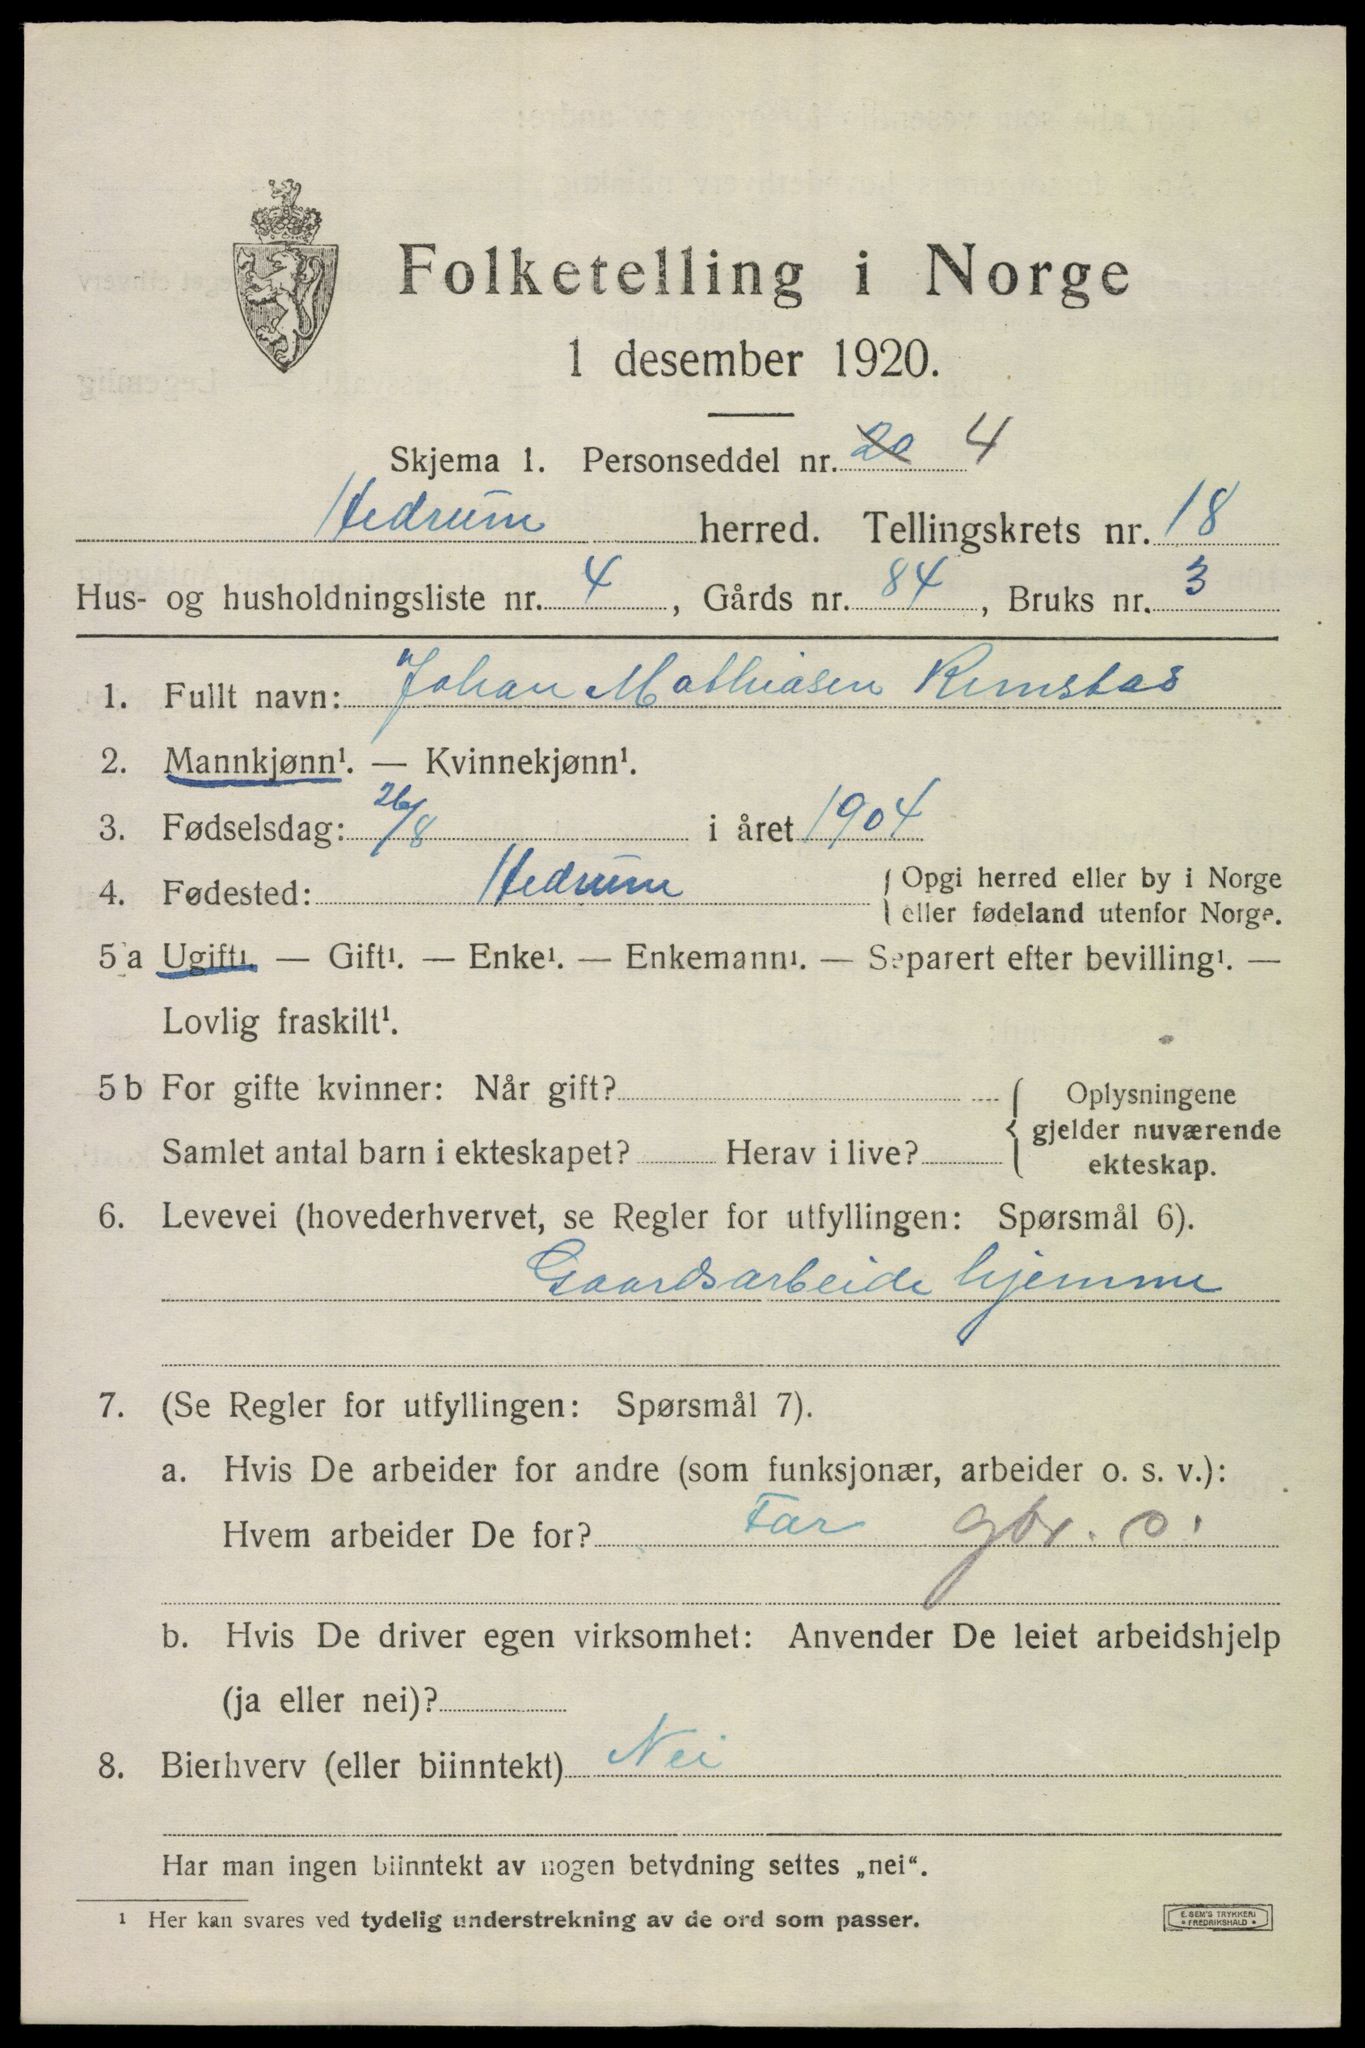 Folketelling i Norge
1 desember 1920.
Skjema 1. Personseddel nr. 20 4
Hedrum herred. Tellingskrets nr. 18
Hus- og husholdningsliste nr. 4, Gårds nr. 84, Bruks nr. 3
1. Fullt navn: Johan Mathiasen Rimstad
2. Mannkjønn¹. — Kvinnekjønn¹.
3. Fødselsdag: 26/8 i året 1904
4. Fødested: Hedrum { Opgi herred eller by i Norge
eller fødeland utenfor Norge.
5 a Ugift¹. — Gift¹. — Enke¹. — Enkemann¹. — Separert efter bevilling¹. —
Lovlig fraskilt¹.
5 b For gifte kvinner: Når gift?
Samlet antal barn i ekteskapet? Herav i live?
{ Oplysningene
gjelder nuværende
ekteskap.
6. Levevei (hovederhvervet, se Regler for utfyllingen: Spørsmål 6).
Gaardsarbeide hjemme
7. (Se Regler for utfyllingen: Spørsmål 7).
a. Hvis De arbeider for andre (som funksjonær, arbeider o. s. v.):
Hvem arbeider De for? Far gbr. o.
b. Hvis De driver egen virksomhet: Anvender De leiet arbeidshjelp
(ja eller nei)?
8. Bierhverv (eller biinntekt) Nei
Har man ingen biinntekt av nogen betydning settes „nei“.
¹ Her kan svares ved tydelig understrekning av de ord som passer.
E. SEM'S TRYKKERI
• FREDRIKSHALD •